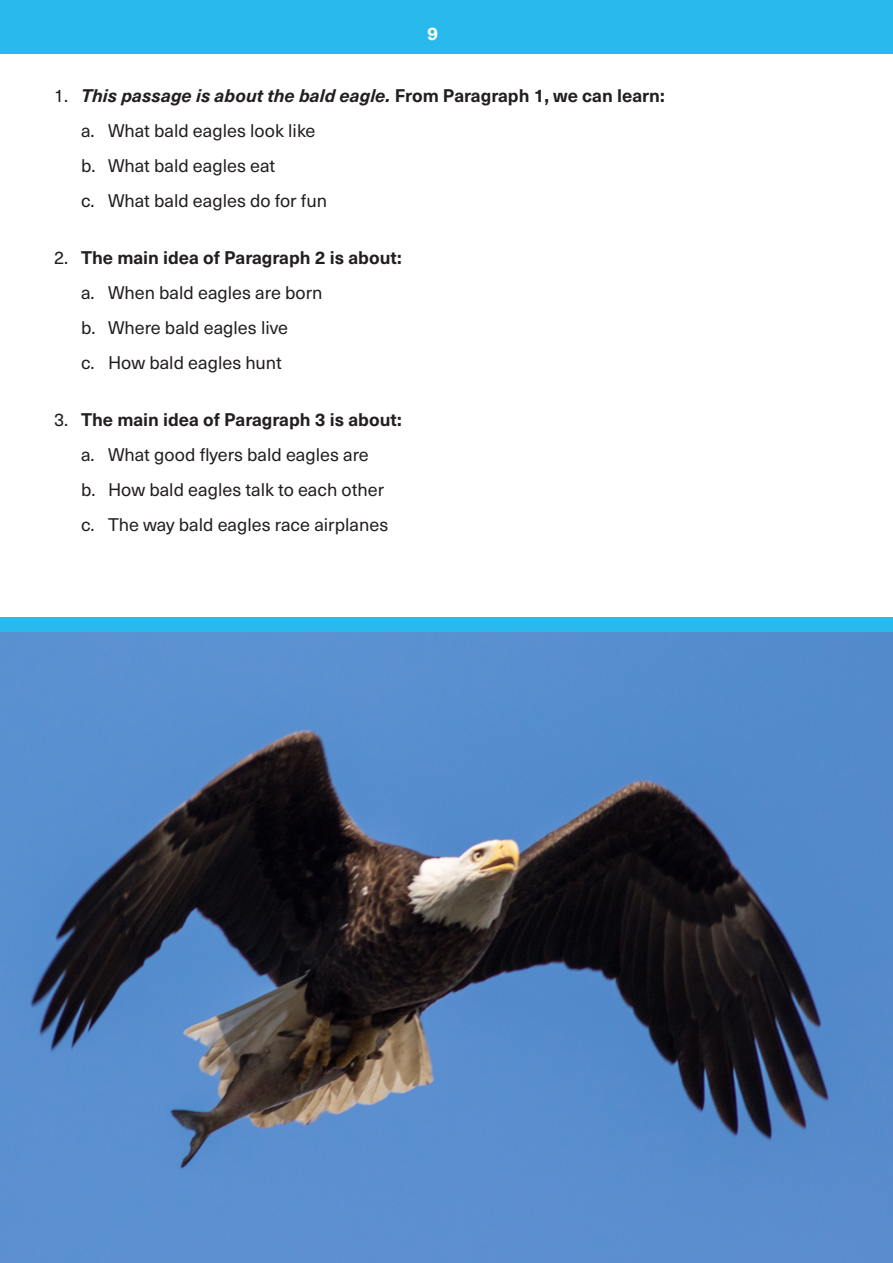 9
1. This passage is about the bald eagle. From Paragraph 1, we can learn:
a. What bald eagles look like
b. What bald eagles eat
c. What bald eagles do for fun
2. The main idea of Paragraph 2 is about:
a. When bald eagles are born
b. Where bald eagles live
c. How bald eagles hunt
3. The main idea of Paragraph 3 is about:
a. What good flyers bald eagles are
b. How bald eagles talk to each other
c. The way bald eagles race airplanes